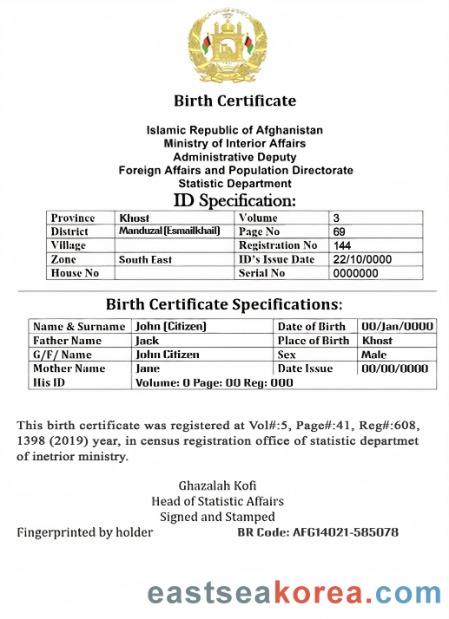 Birth Certificate
Islamic Republic of Afghanistan
Ministry of Interior Affairs
Administrative Deputy
Foreign Affairs and Population Directorate
Statistic Department
ID Specification:
Province Khost Volume 3
District Manduzal(Esmailkhail) Page No 69
Village Registration No 144
Zone South East ID's Issue Date 22/10/0000
House No Serial No 0000000
Birth Certificate Specifications:
Name & Surname John (Citizen) Date of Birth 00/Jan/0000
Father Name Jack Place of Birth Khost
G/F/ Name John Citizen Sex Male
Mother Name Jane Date Issue 00/00/0000
His ID Volume: 0 Page: 00 Reg: 000
This birth certificate was registered at Vol#:5, Page#:41, Reg#:608,
1398 (2019) year, in census registration office of statistic departmet
of inetrior ministry.
Ghazalah Kofi
Head of Statistic Affairs
Signed and Stamped
Fingerprinted by holder BR Code: AFG14021-585078
eastseakorea.com